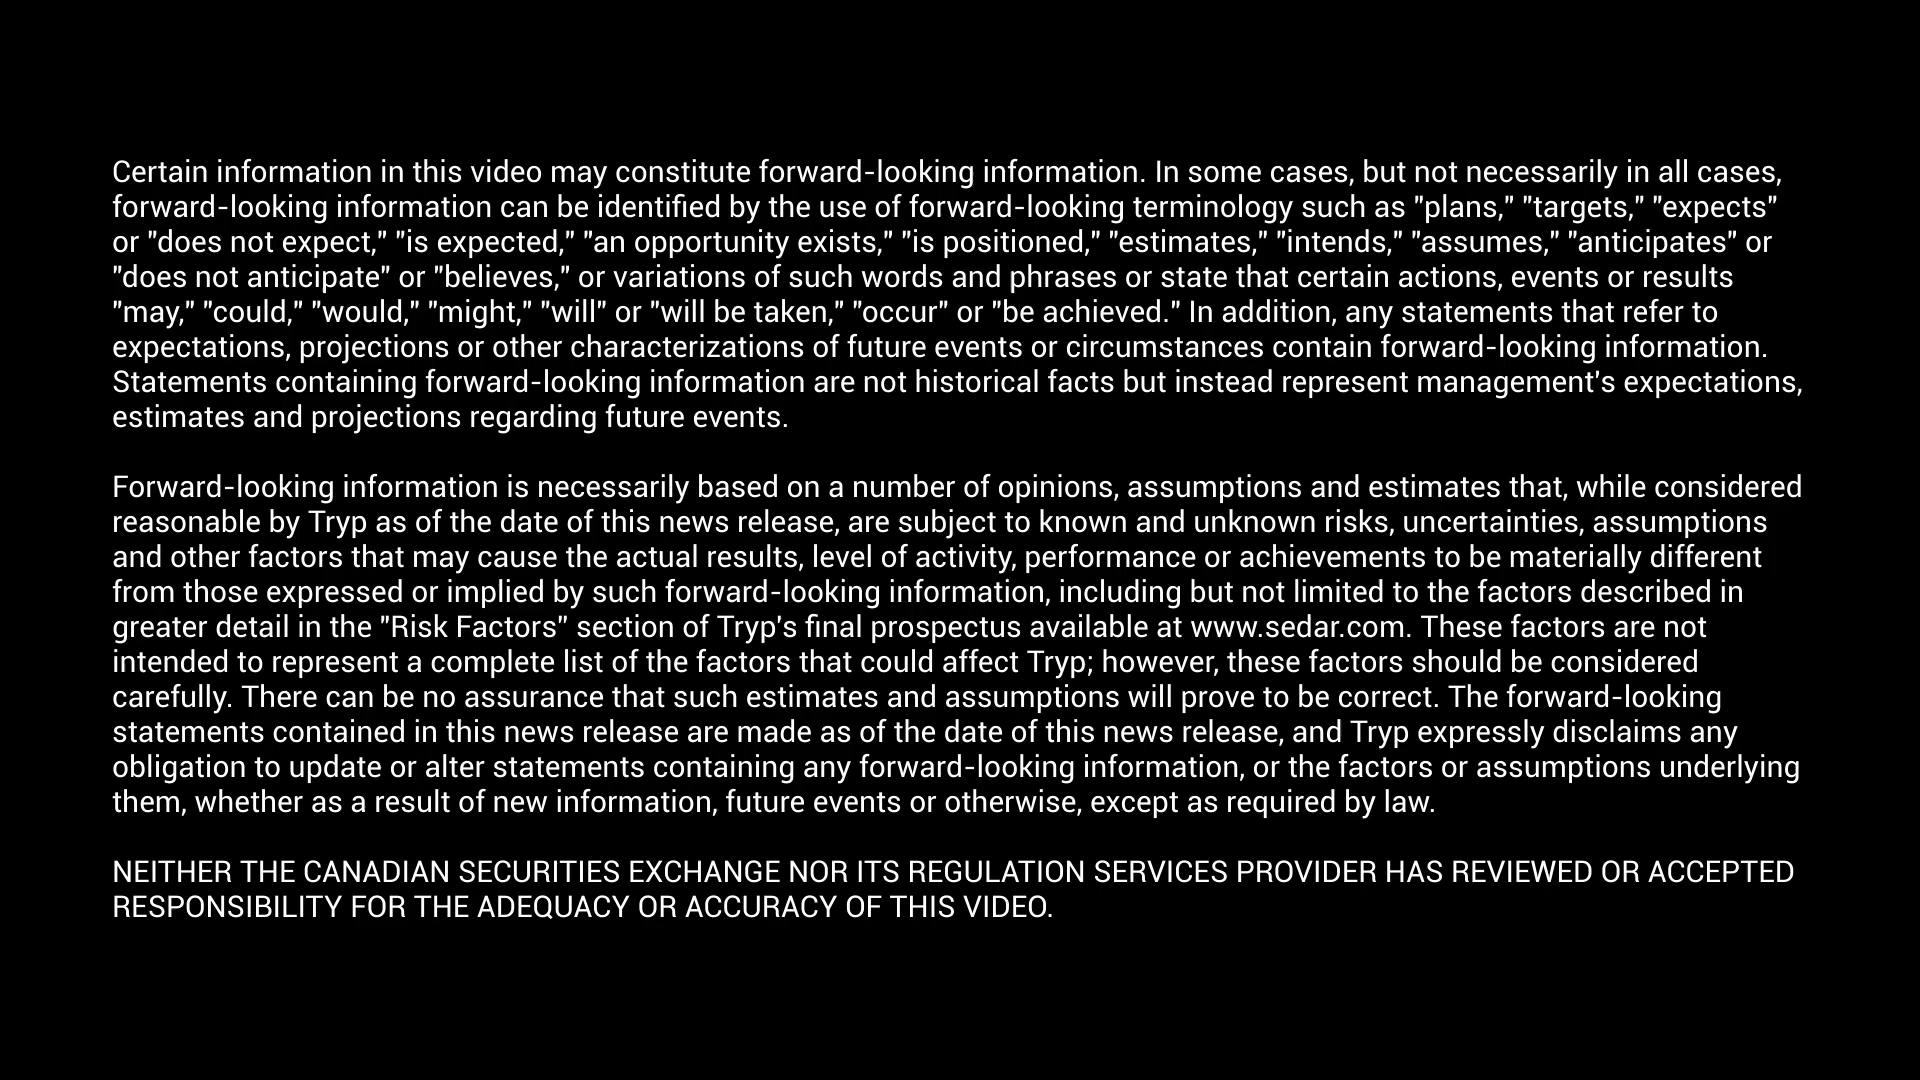 Certain information in this video may constitute forward-looking information. In some cases, but not necessarily in all cases,
forward-looking information can be identified by the use of forward-looking terminology such as "plans," "targets," "expects"
or "does not expect," "is expected," "an opportunity exists," "is positioned," "estimates," "intends," "assumes," "anticipates" or
"does not anticipate" or "believes," or variations of such words and phrases or state that certain actions, events or results
"may," "could," "would," "might," "will" or "will be taken," "occur" or "be achieved." In addition, any statements that refer to
expectations, projections or other characterizations of future events or circumstances contain forward-looking information.
Statements containing forward-looking information are not historical facts but instead represent management's expectations,
estimates and projections regarding future events.
Forward-looking information is necessarily based on a number of opinions, assumptions and estimates that, while considered
reasonable by Tryp as of the date of this news release, are subject to known and unknown risks, uncertainties, assumptions
and other factors that may cause the actual results, level of activity, performance or achievements to be materially different
from those expressed or implied by such forward-looking information, including but not limited to the factors described in
greater detail in the "Risk Factors" section of Tryp's final prospectus available at www.sedar.com. These factors are not
intended to represent a complete list of the factors that could affect Tryp; however, these factors should be considered
carefully. There can be no assurance that such estimates and assumptions will prove to be correct. The forward-looking
statements contained in this news release are made as of the date of this news release, and Tryp expressly disclaims any
obligation to update or alter statements containing any forward-looking information, or the factors or assumptions underlying
them, whether as a result of new information, future events or otherwise, except as required by law.
NEITHER THE CANADIAN SECURITIES EXCHANGE NOR ITS REGULATION SERVICES PROVIDER HAS REVIEWED OR ACCEPTED
RESPONSIBILITY FOR THE ADEQUACY OR ACCURACY OF THIS VIDEO.